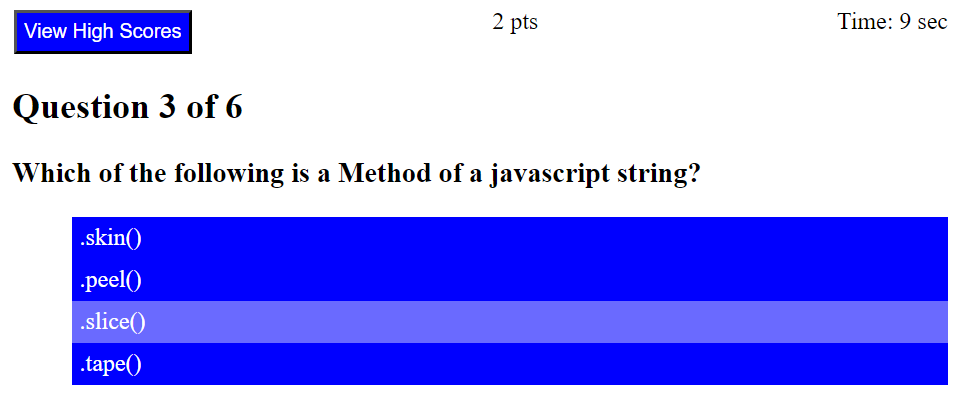 View High Scores 2 pts Time: 9 sec
Question 3 of 6
Which of the following is a Method of a javascript string?
.skin()
.peel()
.slice()
.tape()